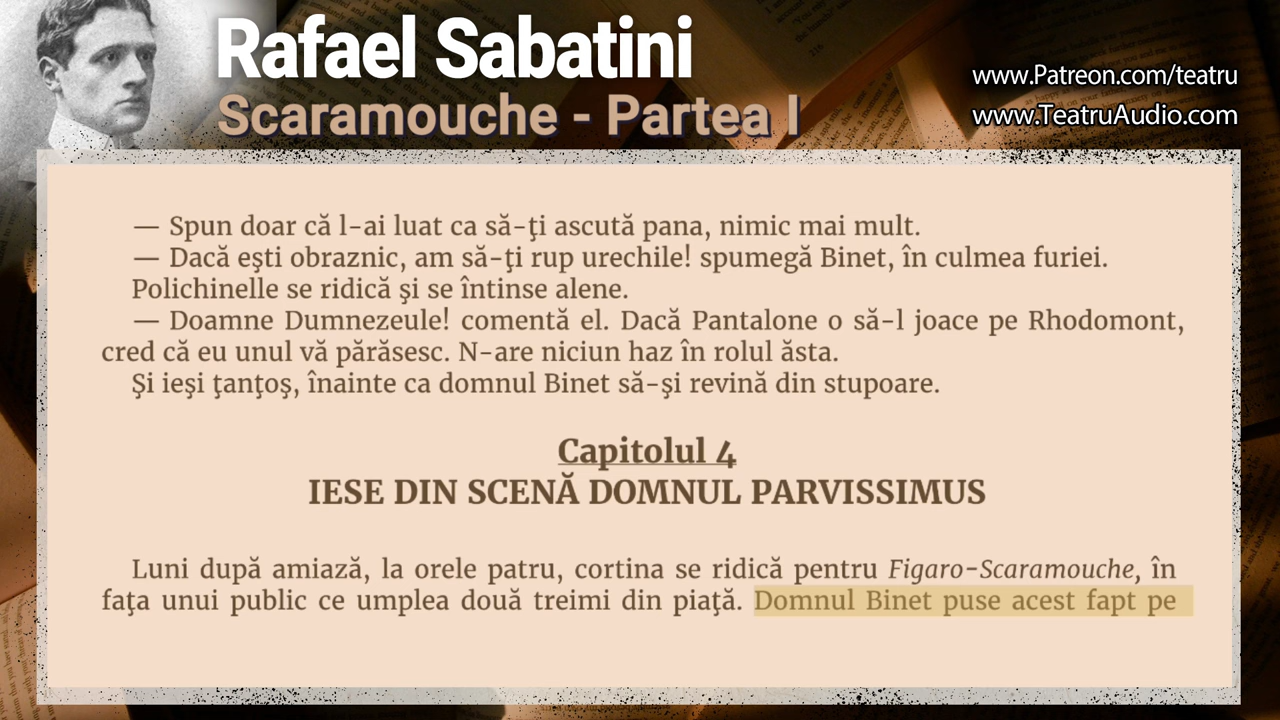 Rafael Sabatini
Scaramouche - Partea I
www.Patreon.com/teatru
www.TeatruAudio.com
— Spun doar că l-ai luat ca să-ţi ascută pana, nimic mai mult.
— Dacă eşti obraznic, am să-ţi rup urechile! spumegă Binet, în culmea furiei.
Polichinelle se ridică şi se întinse alene.
— Doamne Dumnezeule! comentă el. Dacă Pantalone o să-l joace pe Rhodomont,
cred că eu unul vă părăsesc. N-are niciun haz în rolul ăsta.
Şi ieşi ţanţoş, înainte ca domnul Binet să-şi revină din stupoare.
Capitolul 4
IESE DIN SCENĂ DOMNUL PARVISSIMUS
Luni după amiază, la orele patru, cortina se ridică pentru Figaro-Scaramouche, în
faţa unui public ce umplea două treimi din piaţă. Domnul Binet puse acest fapt pe